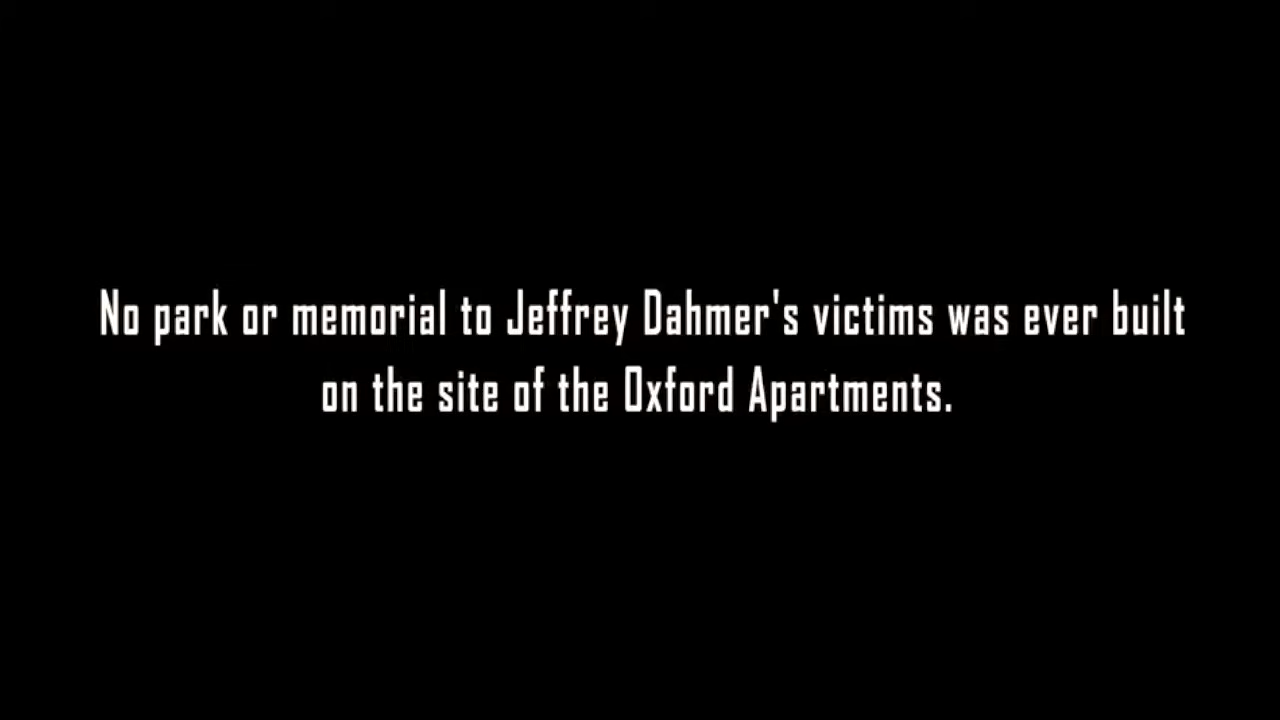 No park or memorial to Jeffrey Dahmer's victims was ever built
on the site of the Oxford Apartments.